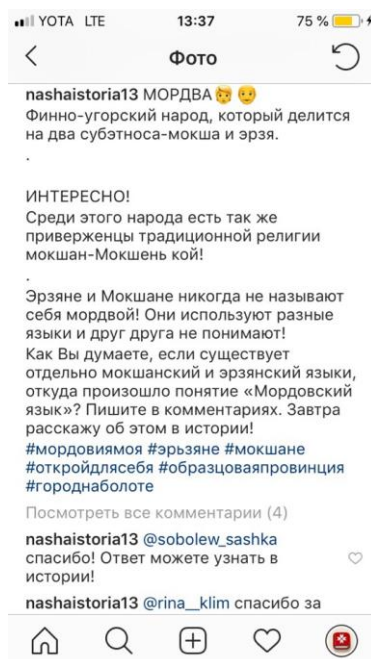 YOTA LTE 13:37 75 %
Фото
nashaistoria13 МОРДВА👸👴
Финно-угорский народ, который делится
на два субэтноса-мокша и эрзя.
.
ИНТЕРЕСНО!
Среди этого народа есть так же
приверженцы традиционной религии
мокшан-Мокшень кой!
.
Эрзяне и Мокшане никогда не называют
себя мордвой! Они используют разные
языки и друг друга не понимают!
Как Вы думаете, если существует
отдельно мокшанский и эрзянский языки,
откуда произошло понятие «Мордовский
язык»? Пишите в комментариях. Завтра
расскажу об этом в истории!
#мордовиямоя #эрьзяне #мокшане
#откройдлясебя #образцоваяпровинция
#городнаболоте
Посмотреть все комментарии (4)
nashaistoria13 @sobolew_sashka
спасибо! Ответ можете узнать в
истории!
nashaistoria13 @rina__klim спасибо за